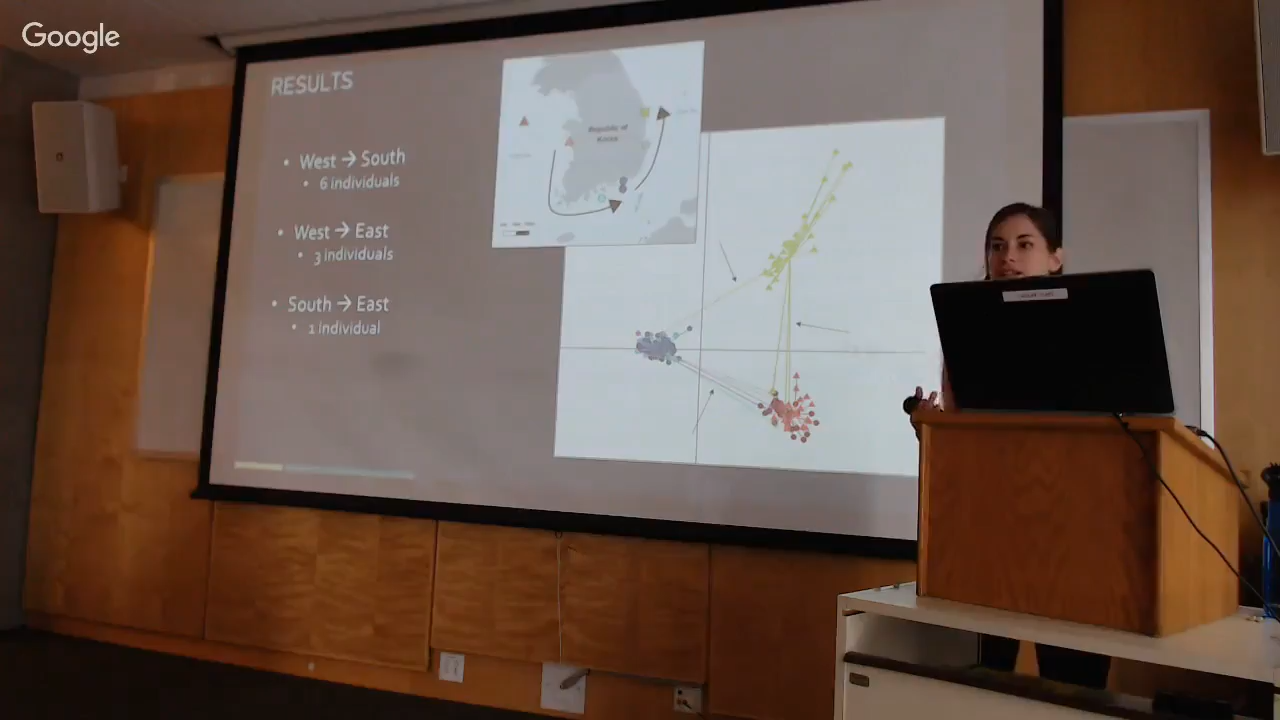 Google
RESULTS
• West → South
• 6 individuals
• West → East
• 3 individuals
• South → East
• 1 individual
Republic of
Korea